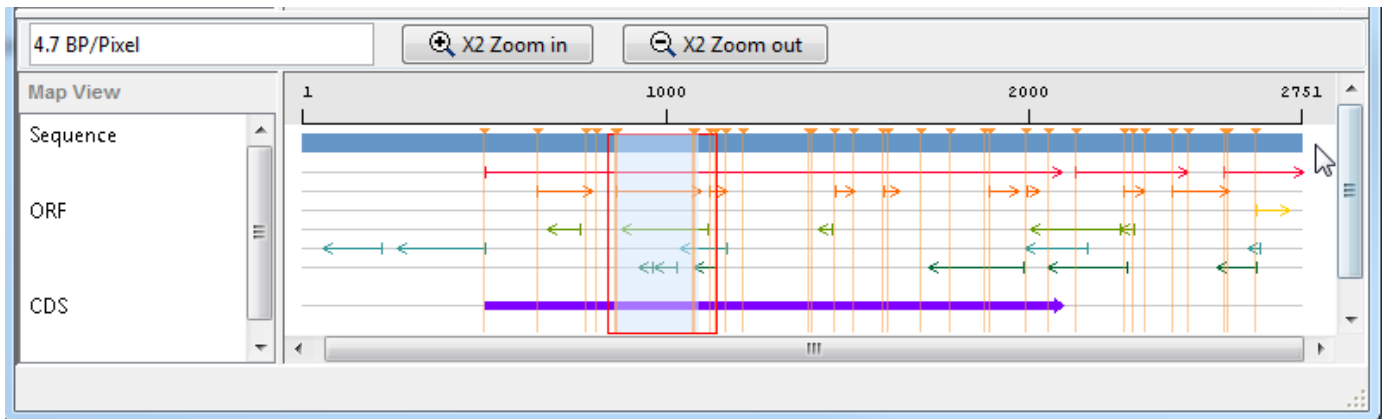 4.7 BP/Pixel X2 Zoom in X2 Zoom out
Map View 1 1000 2000 2751
Sequence
ORF
CDS